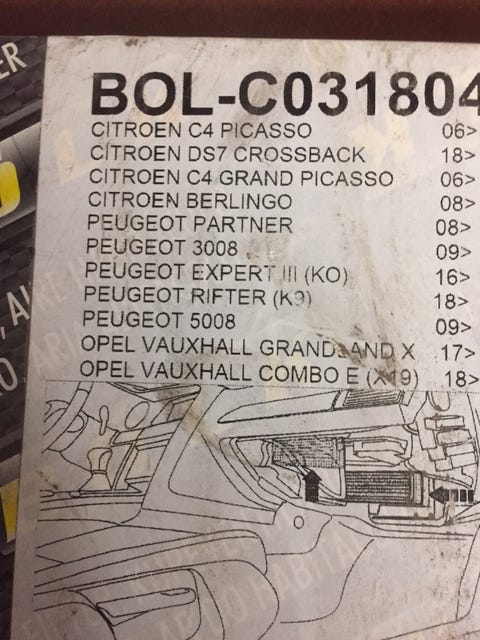 ER
BOL-C031804
CITROEN C4 PICASSO 06>
CITROEN DS7 CROSSBACK 18>
CITROEN C4 GRAND PICASSO 06>
CITROEN BERLINGO 08>
PEUGEOT PARTNER 08>
PEUGEOT 3008 09>
PEUGEOT EXPERT III (KO) 16>
PEUGEOT RIFTER (K9) 18>
PEUGEOT 5008 09>
OPEL VAUXHALL GRANDLAND X 17>
OPEL VAUXHALL COMBO E (X19) 18>